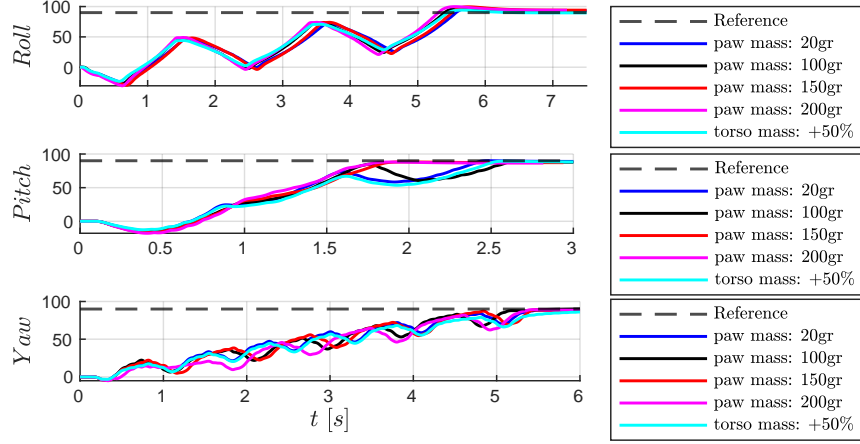 Roll
100
50
0
0 1 2 3 4 5 6 7
Reference
paw mass: 20gr
paw mass: 100gr
paw mass: 150gr
paw mass: 200gr
torso mass: +50%
Pitch
100
50
0
0 0.5 1 1.5 2 2.5 3
Reference
paw mass: 20gr
paw mass: 100gr
paw mass: 150gr
paw mass: 200gr
torso mass: +50%
Yaw
100
50
0
0 1 2 3 4 5 6
t [s]
Reference
paw mass: 20gr
paw mass: 100gr
paw mass: 150gr
paw mass: 200gr
torso mass: +50%